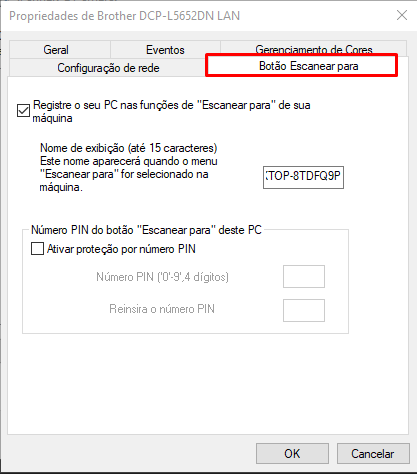 Propriedades de Brother DCP-L5652DN LAN
Geral Eventos Gerenciamento de Cores
Configuração de rede Botão Escanear para
Registre o seu PC nas funções de "Escanear para" de sua
máquina
Nome de exibição (até 15 caracteres)
Este nome aparecerá quando o menu
"Escanear para" for selecionado na
máquina.
KTOP-8TDFQ9P
Número PIN do botão "Escanear para" deste PC
Ativar proteção por número PIN
Número PIN ('0'-'9',4 dígitos)
Reinsira o número PIN
OK Cancelar